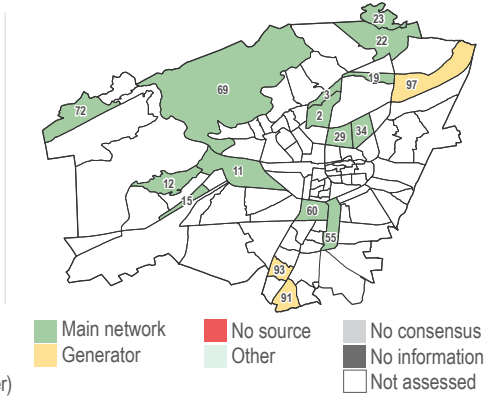 23
22
19
97
69
3
2
72
29
34
11
12
15
60
55
93
91
Main network
No source
No consensus
Generator
Other
No information
er)
Not assessed